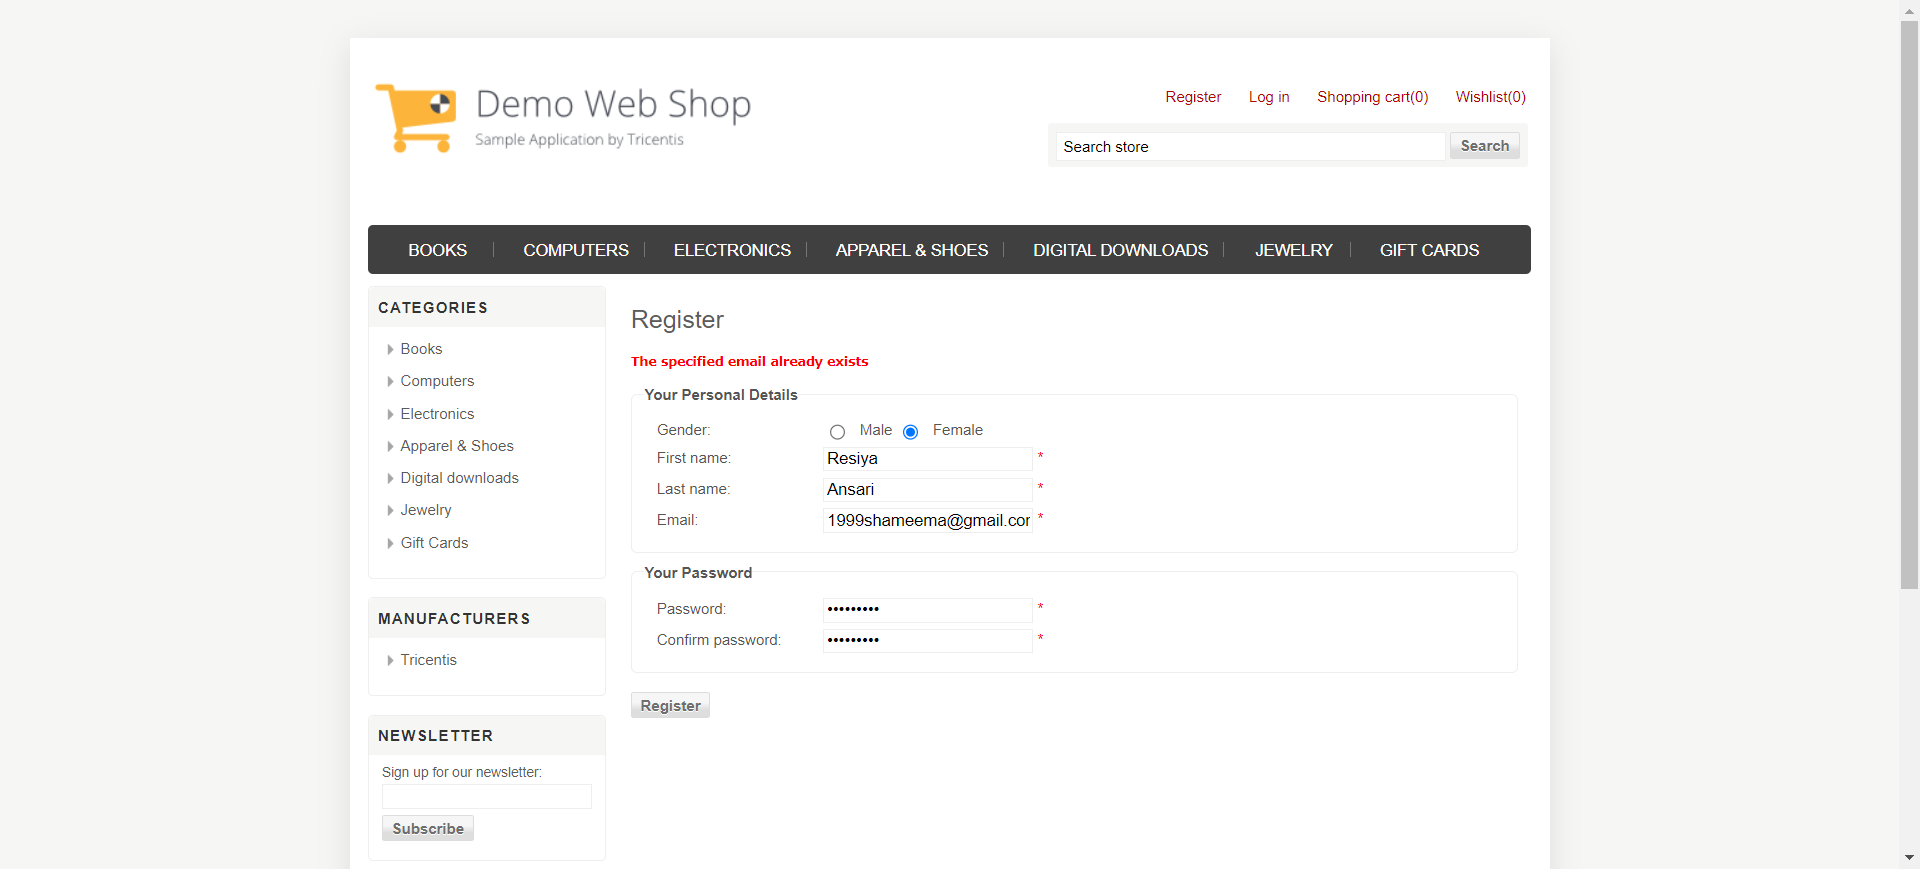 Demo Web Shop
Sample Application by Tricentis
Register Log in Shopping cart(0) Wishlist(0)
Search store Search
BOOKS COMPUTERS ELECTRONICS APPAREL & SHOES DIGITAL DOWNLOADS JEWELRY GIFT CARDS
CATEGORIES
Books
Computers
Electronics
Apparel & Shoes
Digital downloads
Jewelry
Gift Cards
MANUFACTURERS
Tricentis
NEWSLETTER
Sign up for our newsletter:
Subscribe
Register
The specified email already exists
Your Personal Details
Gender: Male Female
First name: Resiya *
Last name: Ansari *
Email: 1999shameema@gmail.cor *
Your Password
Password: ••••••••• *
Confirm password: ••••••••• *
Register